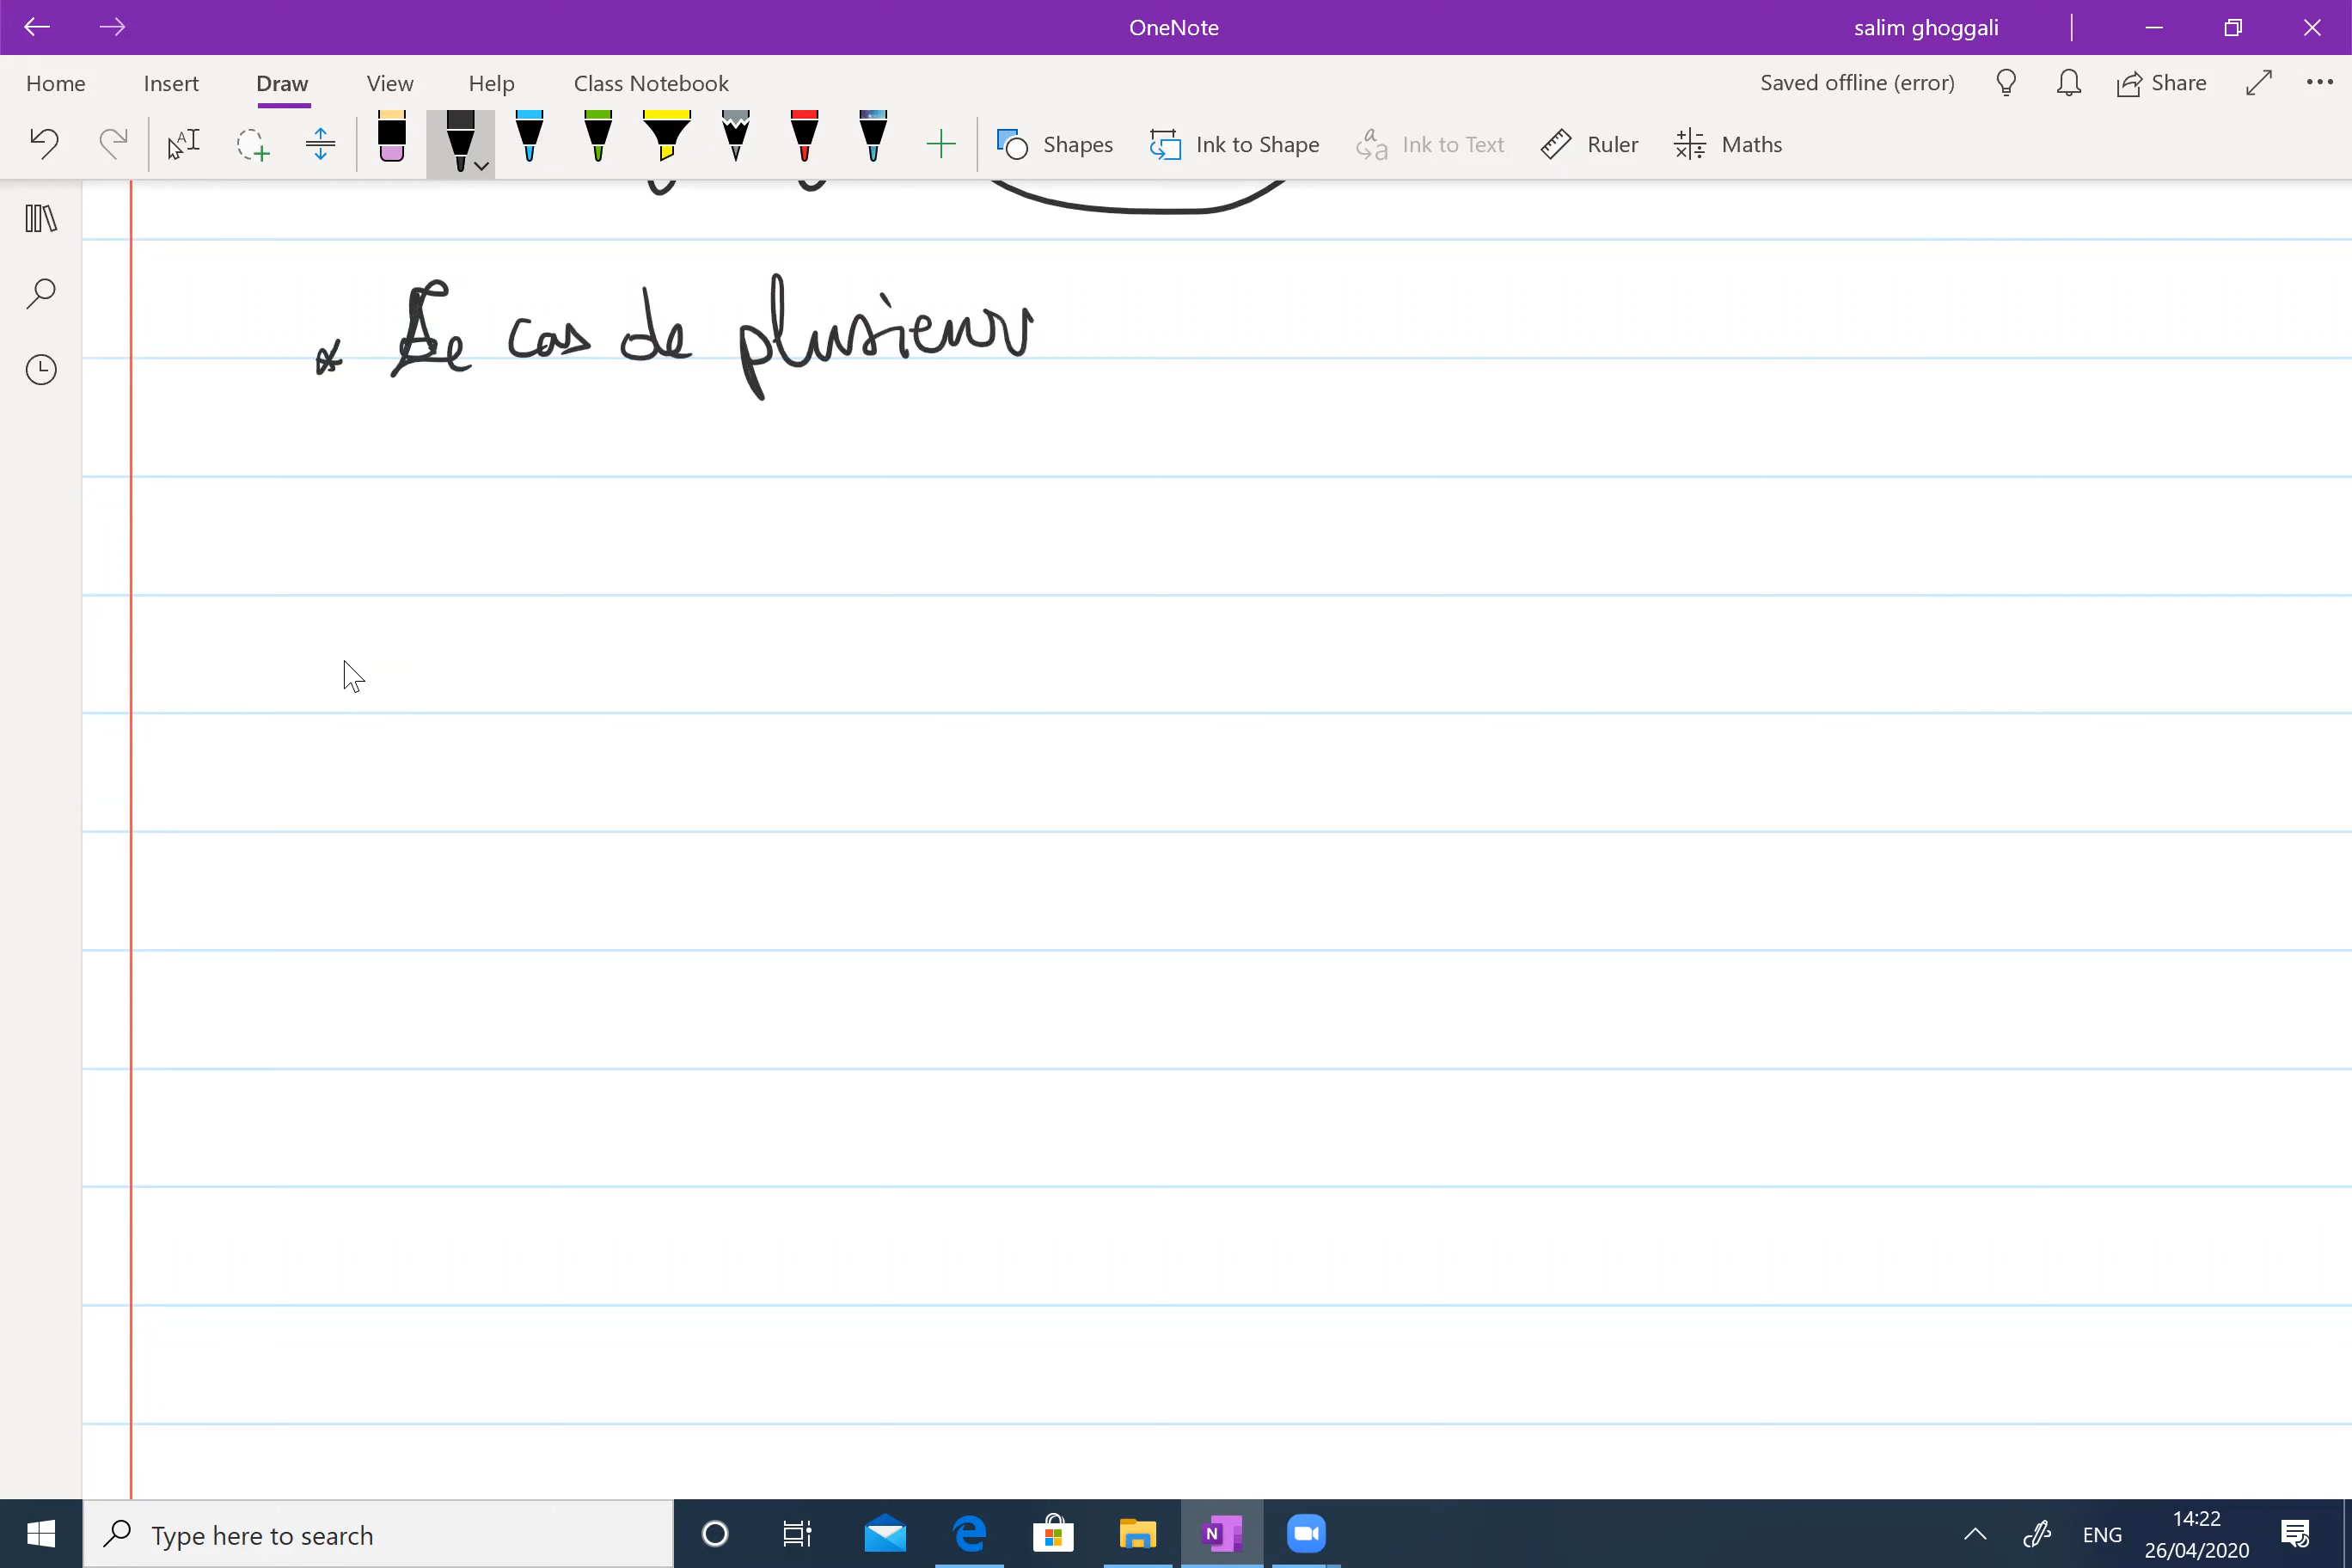 OneNote
salim ghoggali
Home Insert Draw View Help Class Notebook
Saved offline (error) Share
Shapes Ink to Shape Ink to Text Ruler Maths
* Le cas de plusieurs
Type here to search
ENG
14:22
26/04/2020